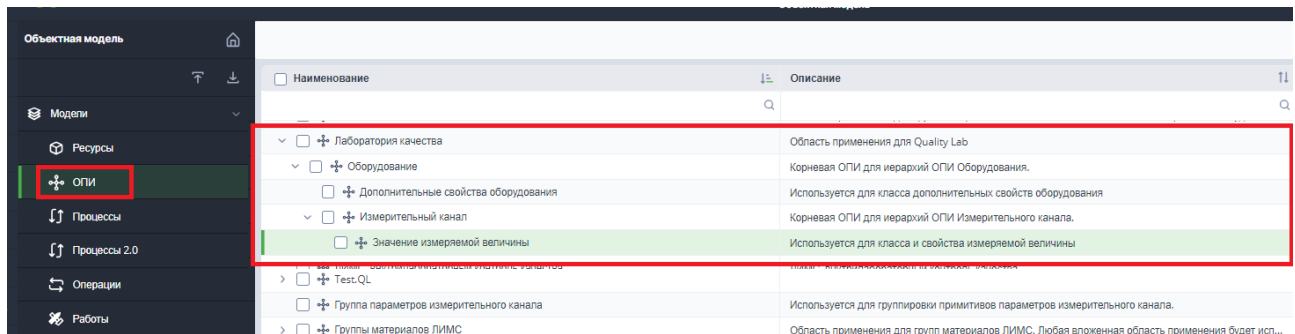 Объектная модель
Объектная модель
Наименование
Описание
Модели
Лаборатория качества
Область применения для Quality Lab
Ресурсы
Оборудование
Корневая ОПИ для иерархий ОПИ Оборудования.
ОПИ
Дополнительные свойства оборудования
Используется для класса дополнительных свойств оборудования
Процессы
Измерительный канал
Корневая ОПИ для иерархий ОПИ Измерительного канала.
Процессы 2.0
Значение измеряемой величины
Используется для класса и свойства измеряемой величины
Test.QL
Операции
Группа параметров измерительного канала
Используется для группировки примитивов параметров измерительного канала.
Работы
Группы материалов ЛИМС
Область применения для групп материалов ЛИМС. Любая вложенная область применения будет исп...